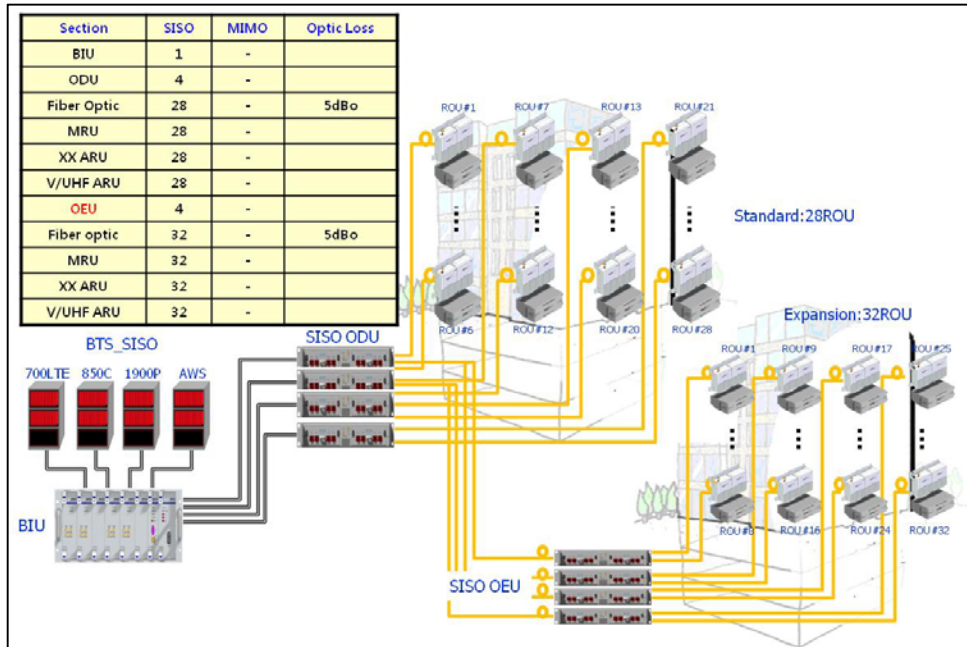 Section SISO MIMO Optic Loss
BIU 1 -
ODU 4 -
Fiber Optic 28 - 5dBo
MRU 28 -
XX ARU 28 -
V/UHF ARU 28 -
OEU 4 -
Fiber optic 32 - 5dBo
MRU 32 -
XX ARU 32 -
V/UHF ARU 32 -
ROU#1 ROU#7 ROU#13 ROU#21
Standard:28ROU
ROU#6 ROU#12 ROU#20 ROU#28
Expansion:32ROU
BTS_SISO
SISO ODU
700LTE 850C 1900P AWS
ROU#1 ROU#9 ROU#17 ROU#25
BIU
ROU#8 ROU#16 ROU#24 ROU#32
SISO OEU